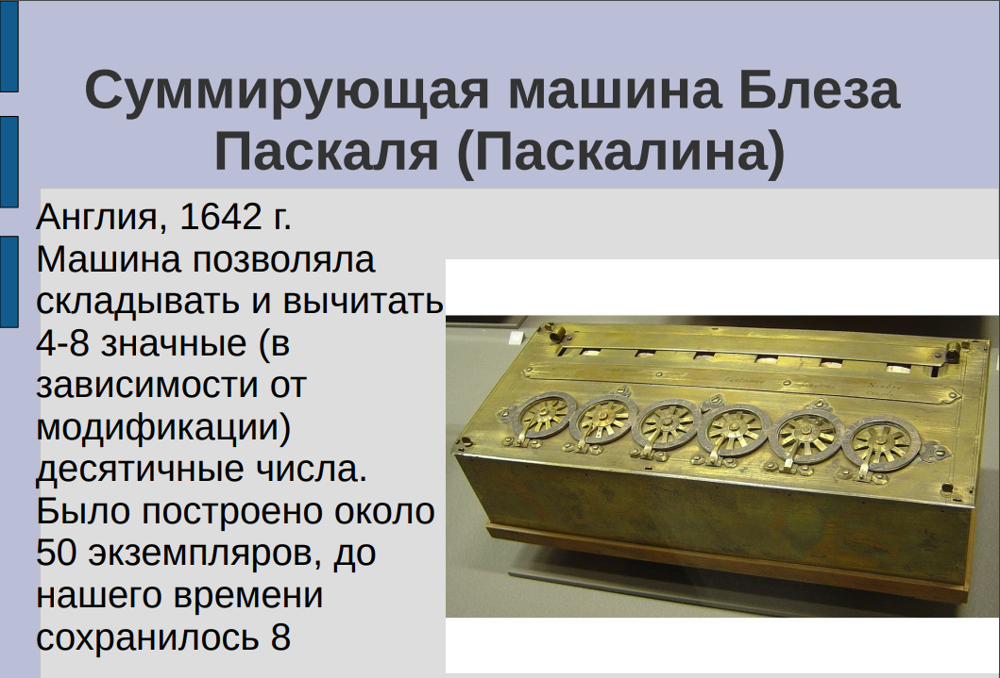 Суммирующая машина Блеза
Паскаля (Паскалина)
Англия, 1642 г.
Машина позволяла
складывать и вычитать
4-8 значные (в
зависимости от
модификации)
десятичные числа.
Было построено около
50 экземпляров, до
нашего времени
сохранилось 8